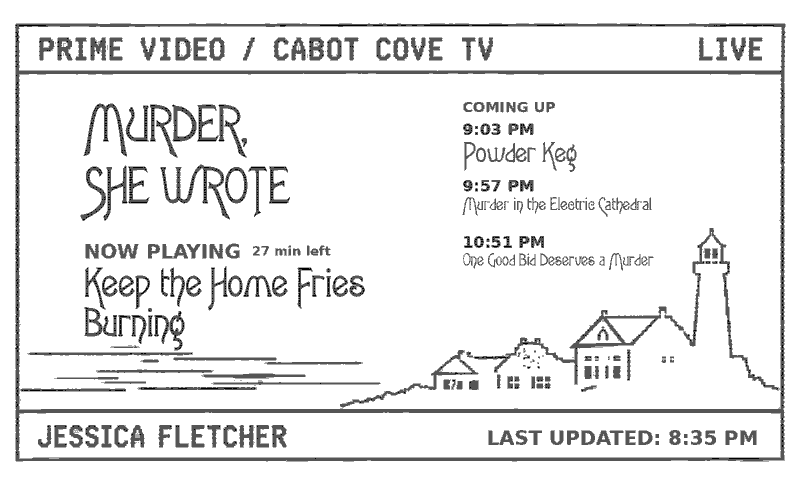 PRIME VIDEO / CABOT COVE TV
LIVE
MURDER,
SHE WROTE
NOW PLAYING 27 min left
Keep the Home Fries
Burning
COMING UP
9:03 PM
Powder Keg
9:57 PM
Murder in the Electric Cathedral
10:51 PM
One Good Bid Deserves a Murder
JESSICA FLETCHER
LAST UPDATED: 8:35 PM